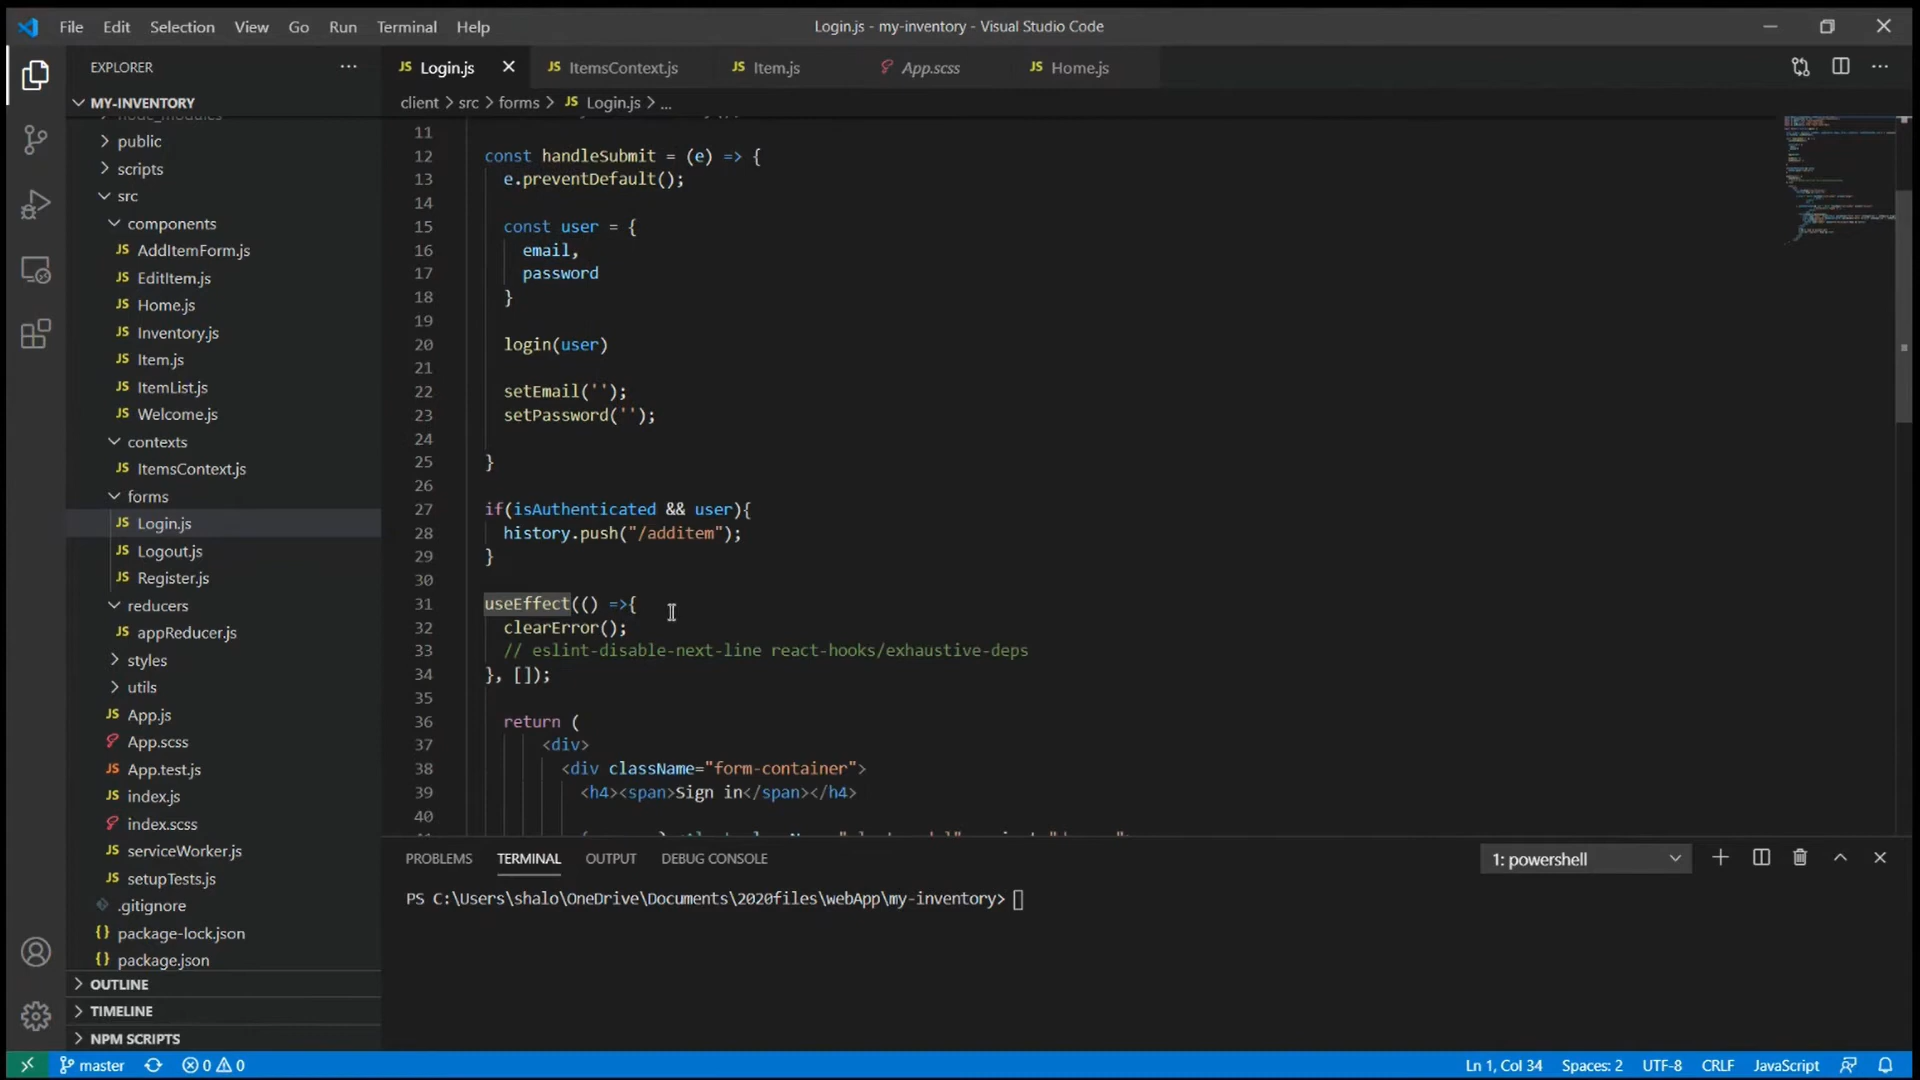 File Edit Selection View Go Run Terminal Help
Login.js - my-inventory - Visual Studio Code
EXPLORER
MY-INVENTORY
node_modules
public
scripts
src
components
JS AddItemForm.js
JS EditItem.js
JS Home.js
JS Inventory.js
JS Item.js
JS ItemList.js
JS Welcome.js
contexts
JS ItemsContext.js
forms
JS Login.js
JS Logout.js
JS Register.js
reducers
JS appReducer.js
styles
utils
JS App.js
App.scss
JS App.test.js
JS index.js
index.scss
JS serviceWorker.js
JS setupTests.js
.gitignore
{} package-lock.json
{} package.json
OUTLINE
TIMELINE
NPM SCRIPTS
JS Login.js
JS ItemsContext.js
JS Item.js
App.scss
JS Home.js
client > src > forms > JS Login.js > ...
11
12 const handleSubmit = (e) => {
13 e.preventDefault();
14
15 const user = {
16 email,
17 password
18 }
19
20 login(user)
21
22 setEmail('');
23 setPassword('');
24
25 }
26
27 if(isAuthenticated && user){
28 history.push("/additem");
29 }
30
31 useEffect(() =>{
32 clearError();
33 // eslint-disable-next-line react-hooks/exhaustive-deps
34 }, []);
35
36 return (
37 <div>
38 <div className="form-container">
39 <h4><span>Sign in</span></h4>
40
PROBLEMS TERMINAL OUTPUT DEBUG CONSOLE
1: powershell
PS C:\Users\shalo\OneDrive\Documents\2020files\webApp\my-inventory>
master 0 0
Ln 1, Col 34 Spaces: 2 UTF-8 CRLF JavaScript